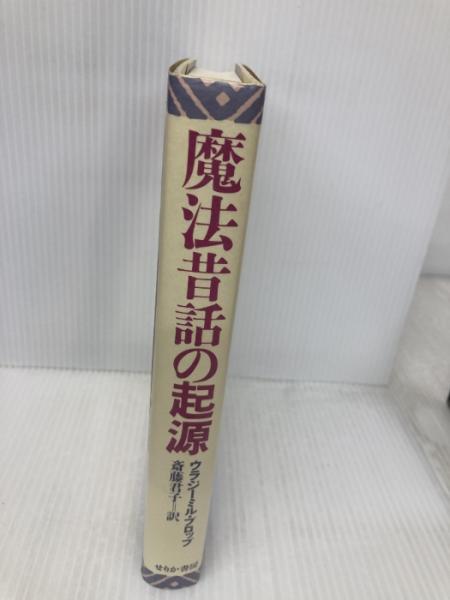 魔法昔話の起源
ウラジーミル・プロップ
斎藤君子=訳
せりか書房